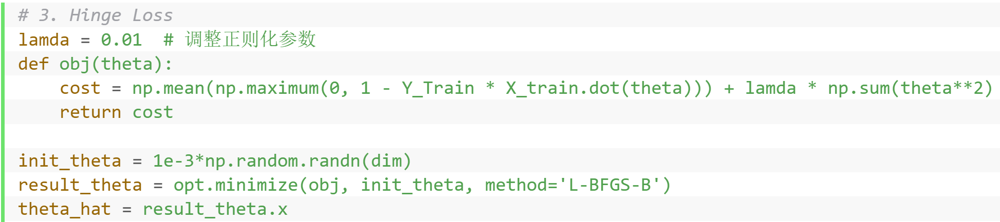 # 3. Hinge Loss
lamda = 0.01  # 调整正则化参数
def obj(theta):
    cost = np.mean(np.maximum(0, 1 - Y_Train * X_train.dot(theta))) + lamda * np.sum(theta**2)
    return cost

init_theta = 1e-3*np.random.randn(dim)
result_theta = opt.minimize(obj, init_theta, method='L-BFGS-B')
theta_hat = result_theta.x